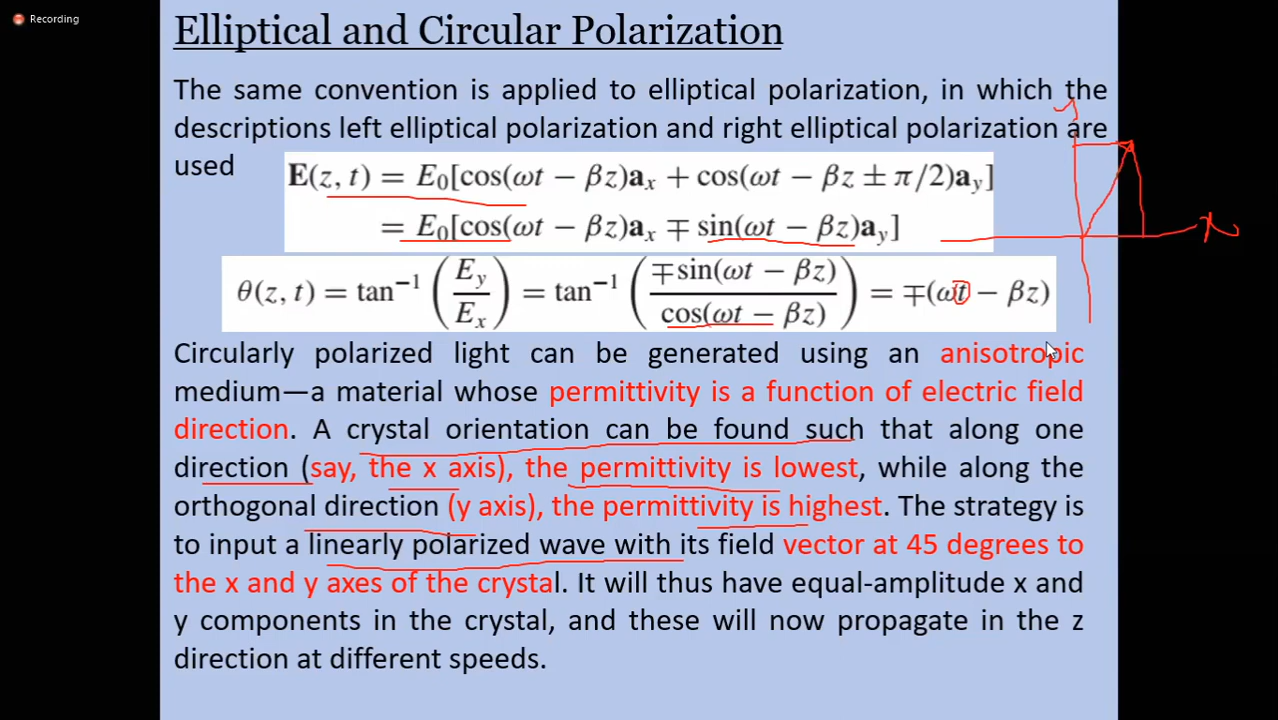 Recording
Elliptical and Circular Polarization
The same convention is applied to elliptical polarization, in which the
descriptions left elliptical polarization and right elliptical polarization are
used
E(z, t) = E₀[cos(ωt − βz)aₓ + cos(ωt − βz ± π/2)a_y]
= E₀[cos(ωt − βz)aₓ ∓ sin(ωt − βz)a_y]
θ(z, t) = tan⁻¹(E_y/Eₓ) = tan⁻¹(∓sin(ωt − βz)/cos(ωt − βz)) = ∓(ωt − βz)
Circularly polarized light can be generated using an anisotropic
medium—a material whose permittivity is a function of electric field
direction. A crystal orientation can be found such that along one
direction (say, the x axis), the permittivity is lowest, while along the
orthogonal direction (y axis), the permittivity is highest. The strategy is
to input a linearly polarized wave with its field vector at 45 degrees to
the x and y axes of the crystal. It will thus have equal-amplitude x and
y components in the crystal, and these will now propagate in the z
direction at different speeds.
y
x